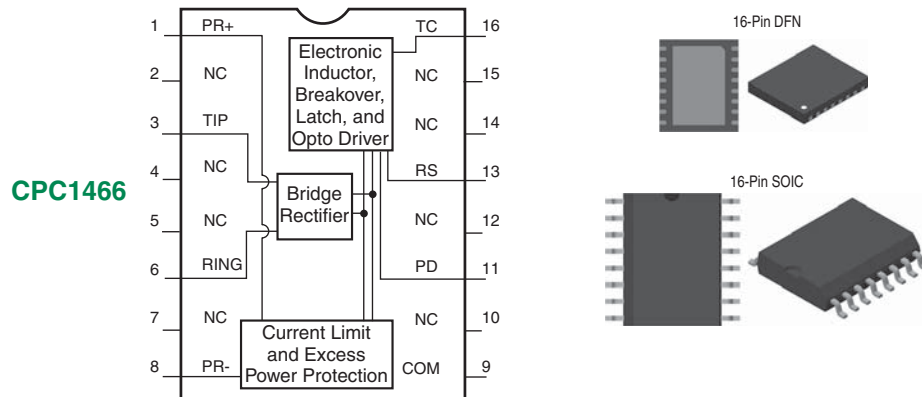 CPC1466
1 PR+
2 NC
3 TIP
4 NC
5 NC
6 RING
7 NC
8 PR-
Electronic
Inductor,
Breakover,
Latch, and
Opto Driver
Bridge
Rectifier
Current Limit
and Excess
Power Protection
TC 16
NC 15
NC 14
RS 13
NC 12
PD 11
NC 10
COM 9
16-Pin DFN
16-Pin SOIC